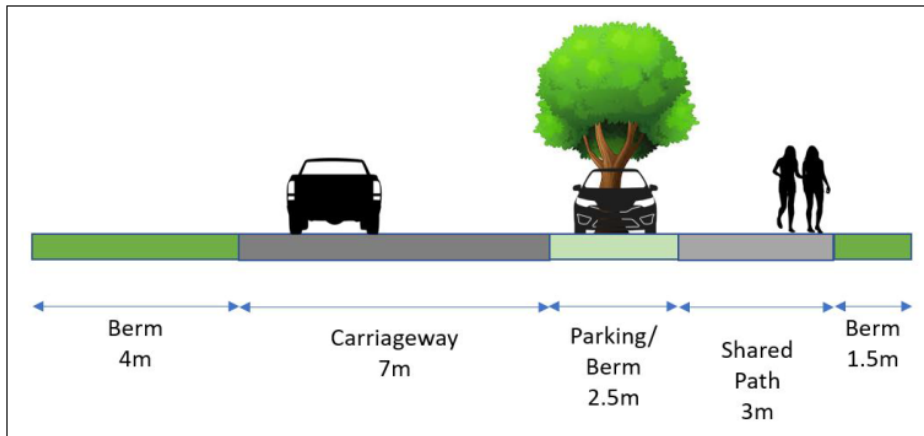 Berm
4m
Carriageway
7m
Parking/
Berm
2.5m
Shared
Path
3m
Berm
1.5m